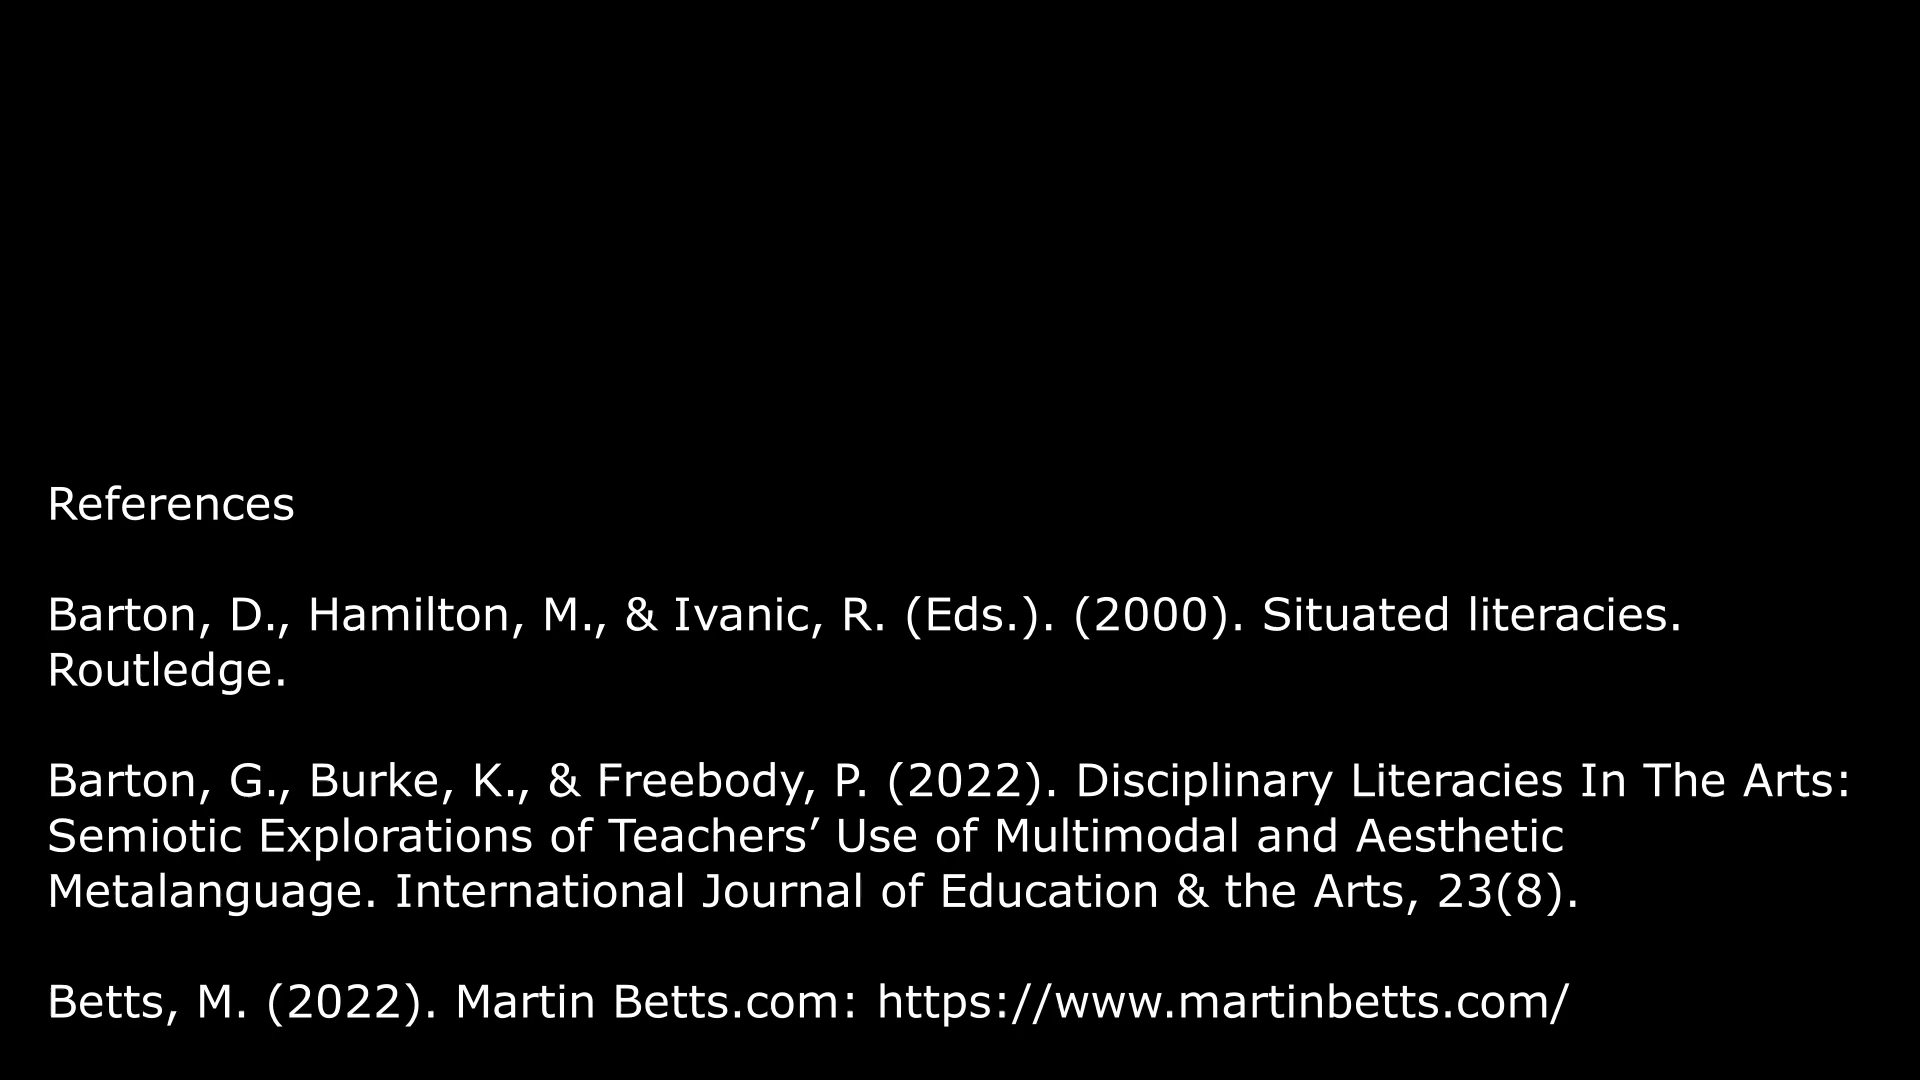 References
Barton, D., Hamilton, M., & Ivanic, R. (Eds.). (2000). Situated literacies.
Routledge.
Barton, G., Burke, K., & Freebody, P. (2022). Disciplinary Literacies In The Arts:
Semiotic Explorations of Teachers’ Use of Multimodal and Aesthetic
Metalanguage. International Journal of Education & the Arts, 23(8).
Betts, M. (2022). Martin Betts.com: https://www.martinbetts.com/